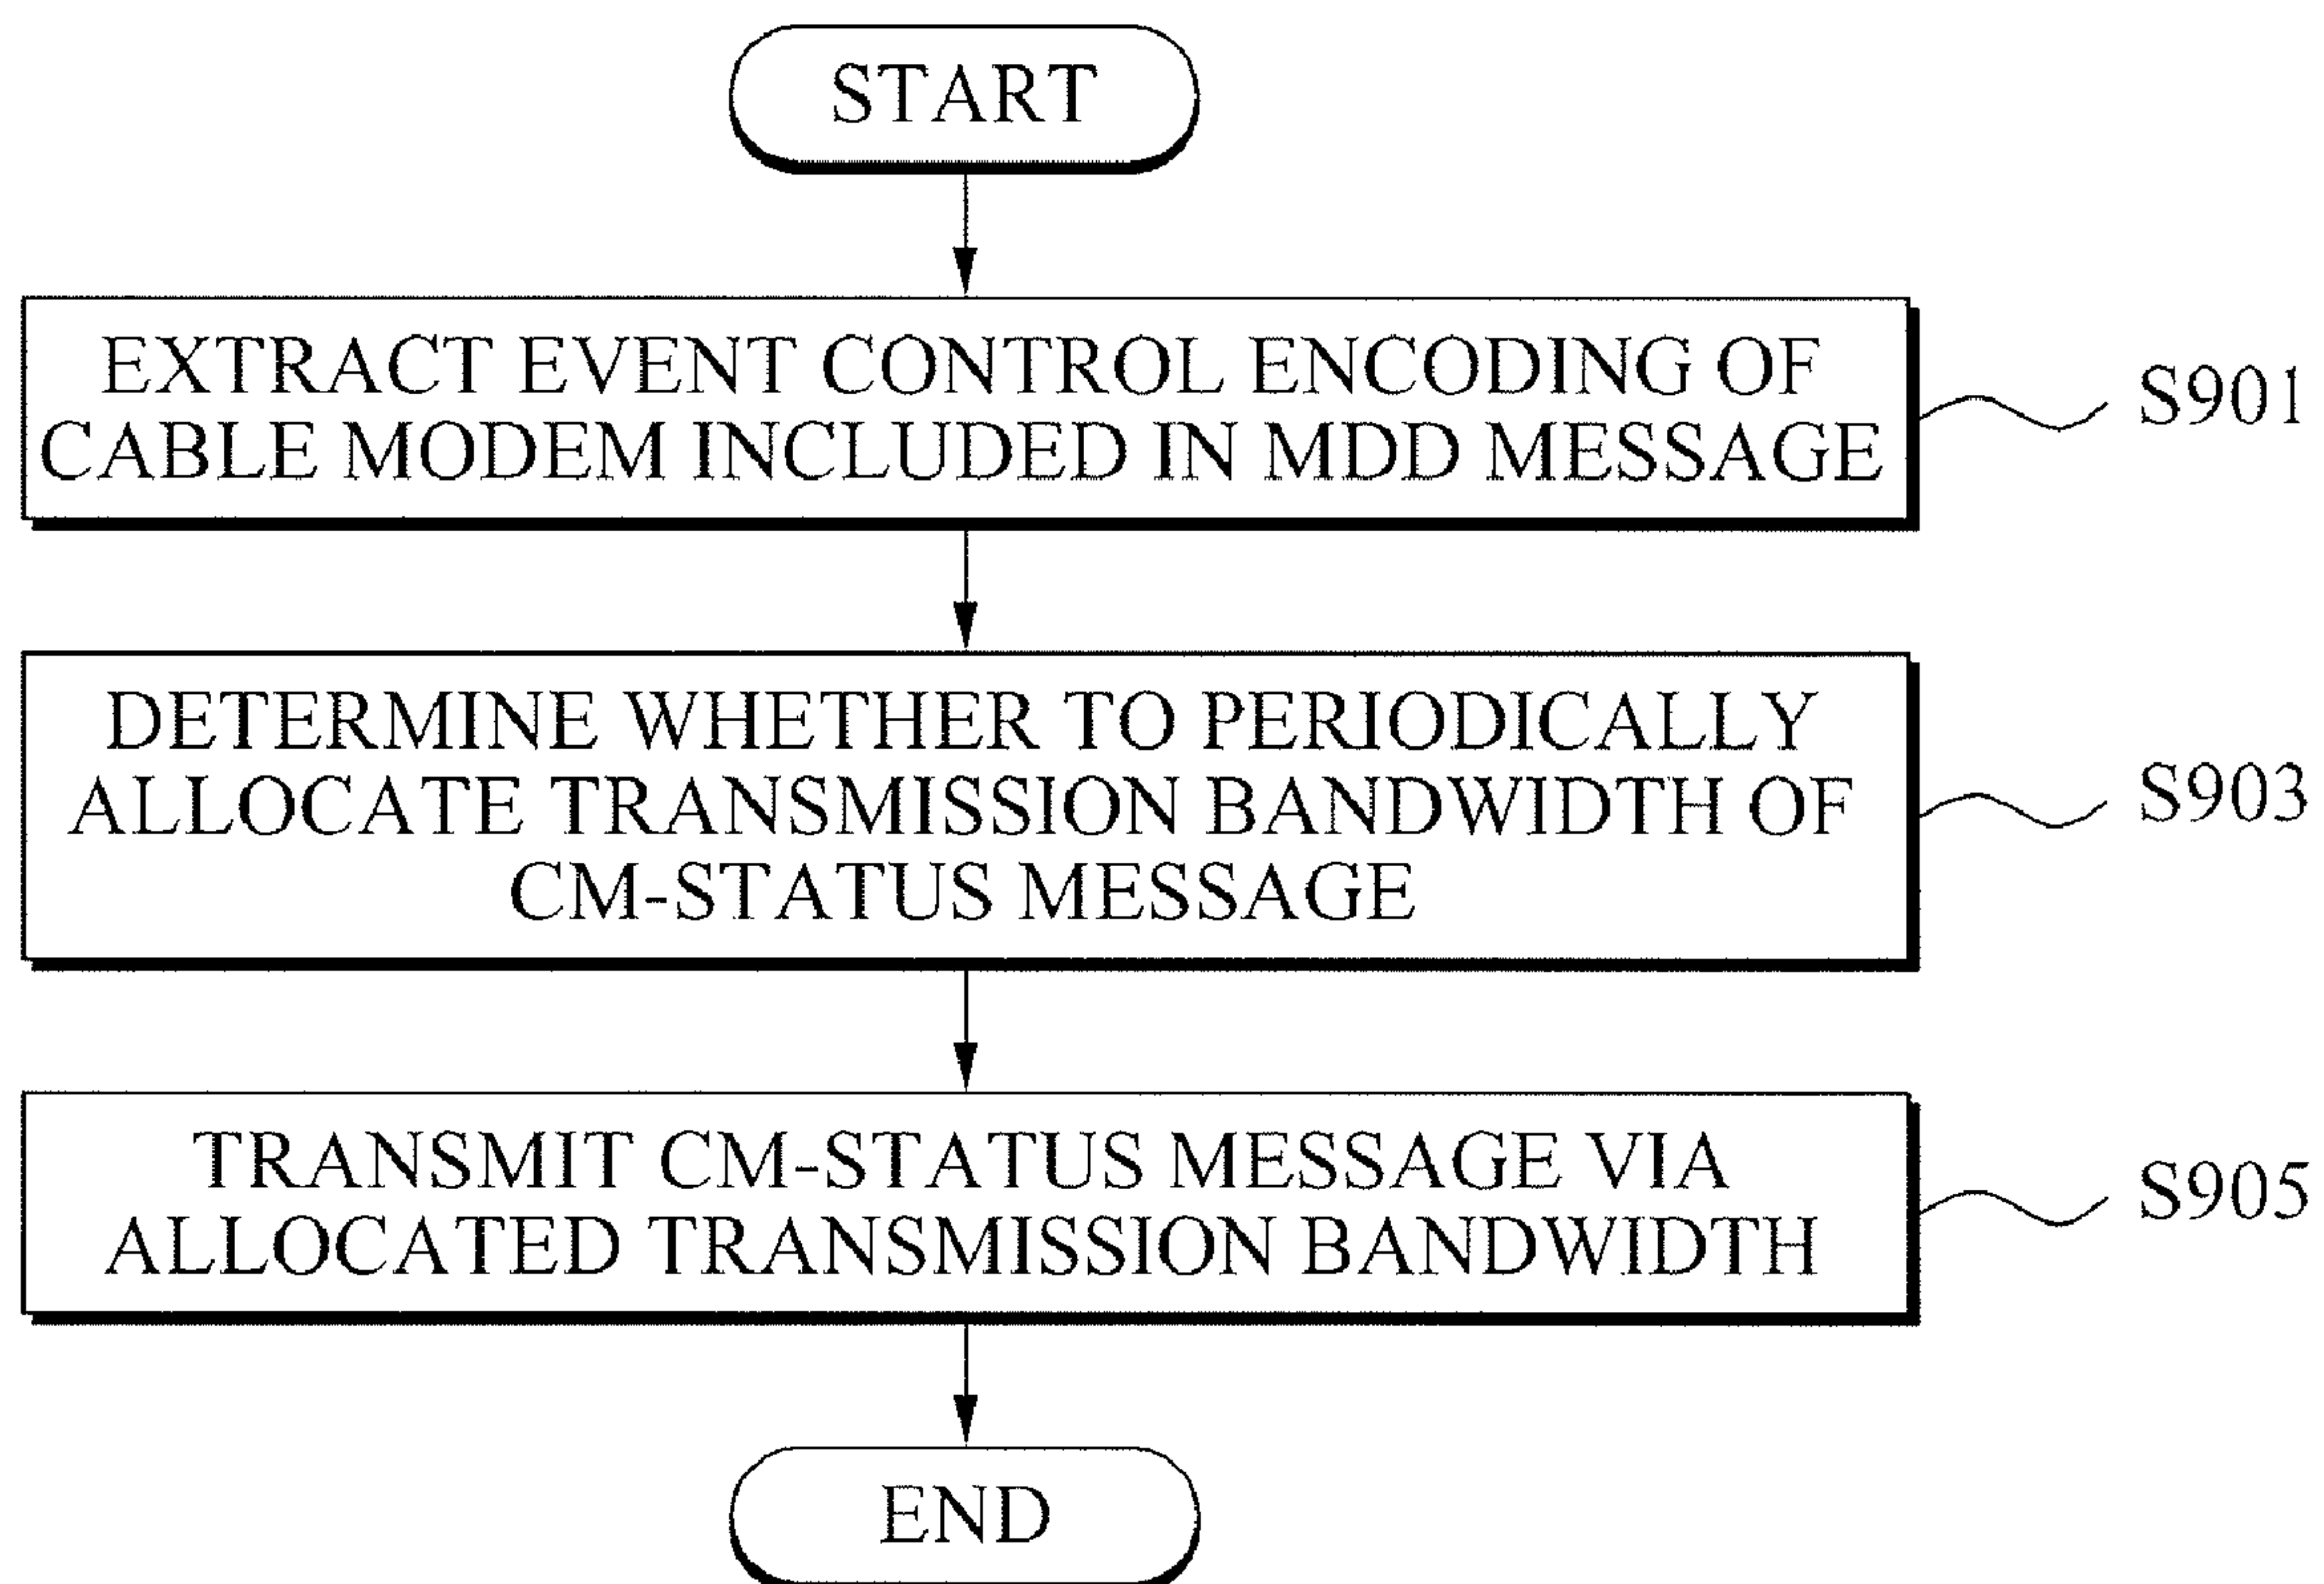 START
EXTRACT EVENT CONTROL ENCODING OF
CABLE MODEM INCLUDED IN MDD MESSAGE
S901
DETERMINE WHETHER TO PERIODICALLY
ALLOCATE TRANSMISSION BANDWIDTH OF
CM-STATUS MESSAGE
S903
TRANSMIT CM-STATUS MESSAGE VIA
ALLOCATED TRANSMISSION BANDWIDTH
S905
END